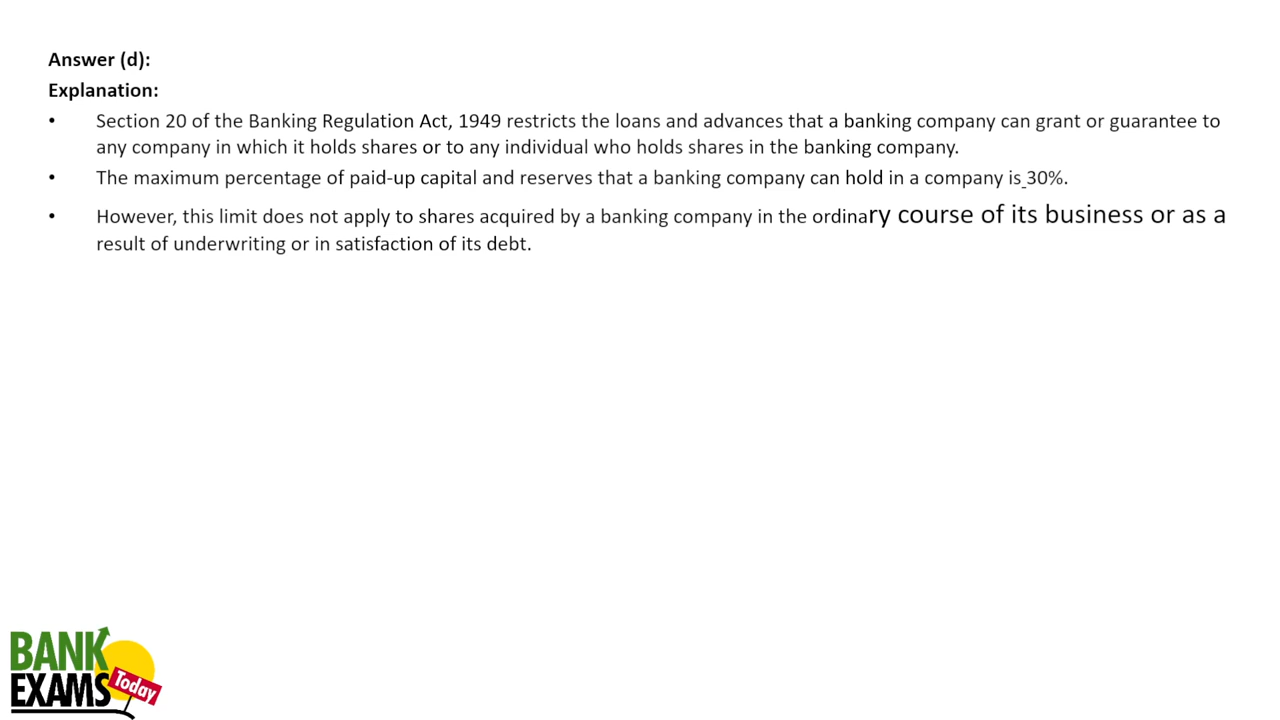 Answer (d):
Explanation:
• Section 20 of the Banking Regulation Act, 1949 restricts the loans and advances that a banking company can grant or guarantee to
any company in which it holds shares or to any individual who holds shares in the banking company.
• The maximum percentage of paid-up capital and reserves that a banking company can hold in a company is 30%.
• However, this limit does not apply to shares acquired by a banking company in the ordinary course of its business or as a
result of underwriting or in satisfaction of its debt.
BANK
EXAMS
Today